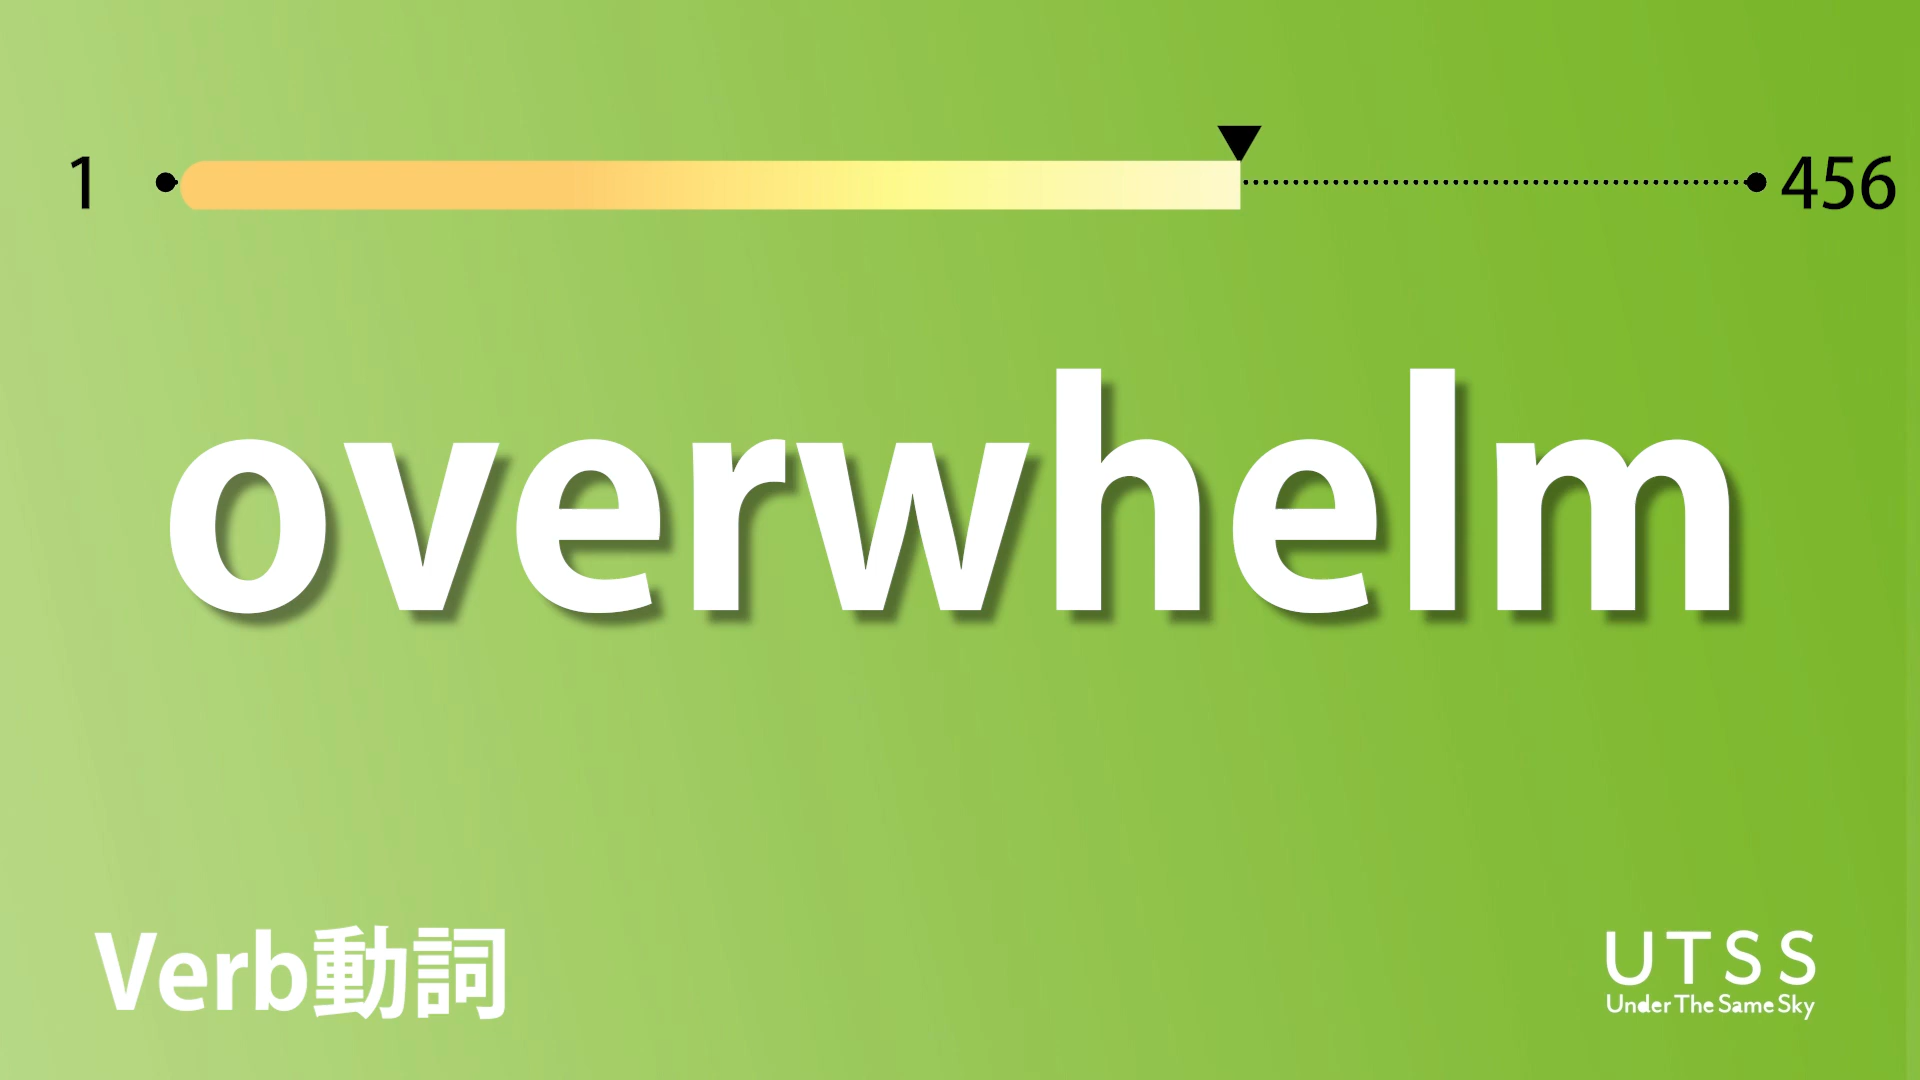 1 456
overwhelm
Verb動詞
UTSS
Under The Same Sky